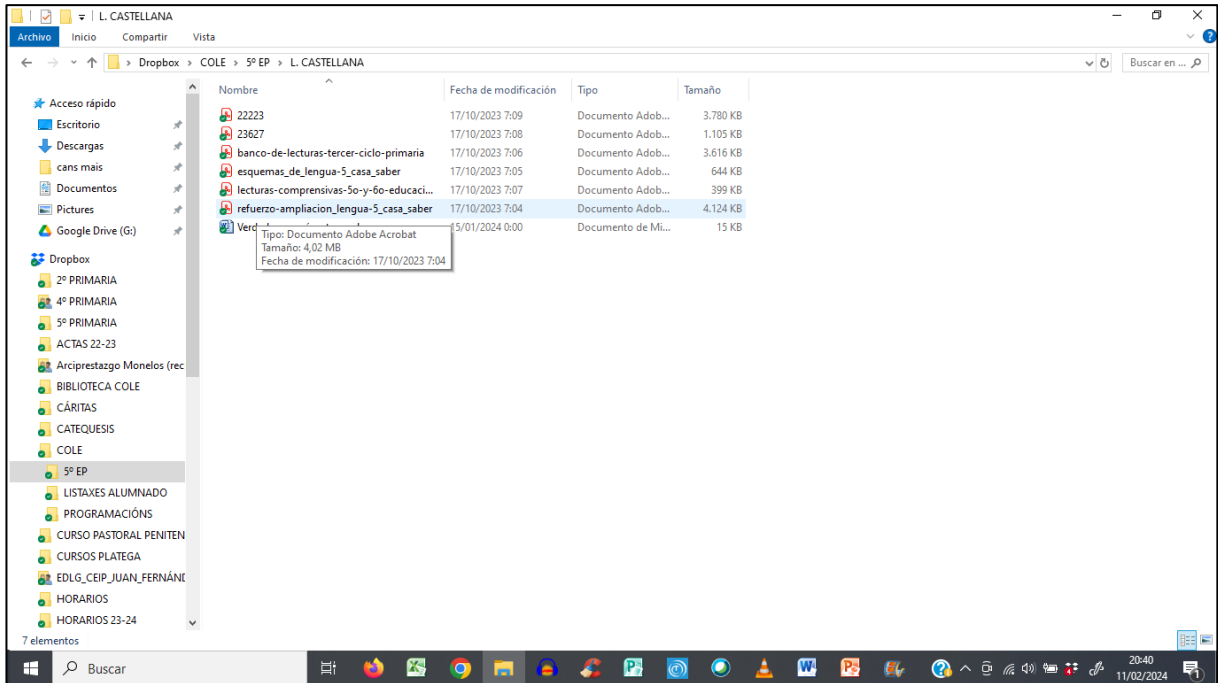 L. CASTELLANA
Archivo Inicio Compartir Vista
Dropbox COLE 5º EP L. CASTELLANA Buscar en ...
Nombre Fecha de modificación Tipo Tamaño
22223 17/10/2023 7:09 Documento Adob... 3.780 KB
23627 17/10/2023 7:08 Documento Adob... 1.105 KB
banco-de-lecturas-tercer-ciclo-primaria 17/10/2023 7:06 Documento Adob... 3.616 KB
esquemas_de_lengua-5_casa_saber 17/10/2023 7:05 Documento Adob... 644 KB
lecturas-comprensivas-5o-y-6o-educaci... 17/10/2023 7:07 Documento Adob... 399 KB
refuerzo-ampliacion_lengua-5_casa_saber 17/10/2023 7:04 Documento Adob... 4.124 KB
15/01/2024 0:00 Documento de Mi... 15 KB
Tipo: Documento Adobe Acrobat
Tamaño: 4,02 MB
Fecha de modificación: 17/10/2023 7:04
Acceso rápido
Escritorio
Descargas
cans mais
Documentos
Pictures
Google Drive (G:)
Dropbox
2º PRIMARIA
4º PRIMARIA
5º PRIMARIA
ACTAS 22-23
Arciprestazgo Monelos (rec
BIBLIOTECA COLE
CÁRITAS
CATEQUESIS
COLE
5º EP
LISTAXES ALUMNADO
PROGRAMACIÓNS
CURSO PASTORAL PENITEN
CURSOS PLATEGA
EDLG_CEIP_JUAN_FERNÁND
HORARIOS
HORARIOS 23-24
7 elementos
Buscar
20:40
11/02/2024